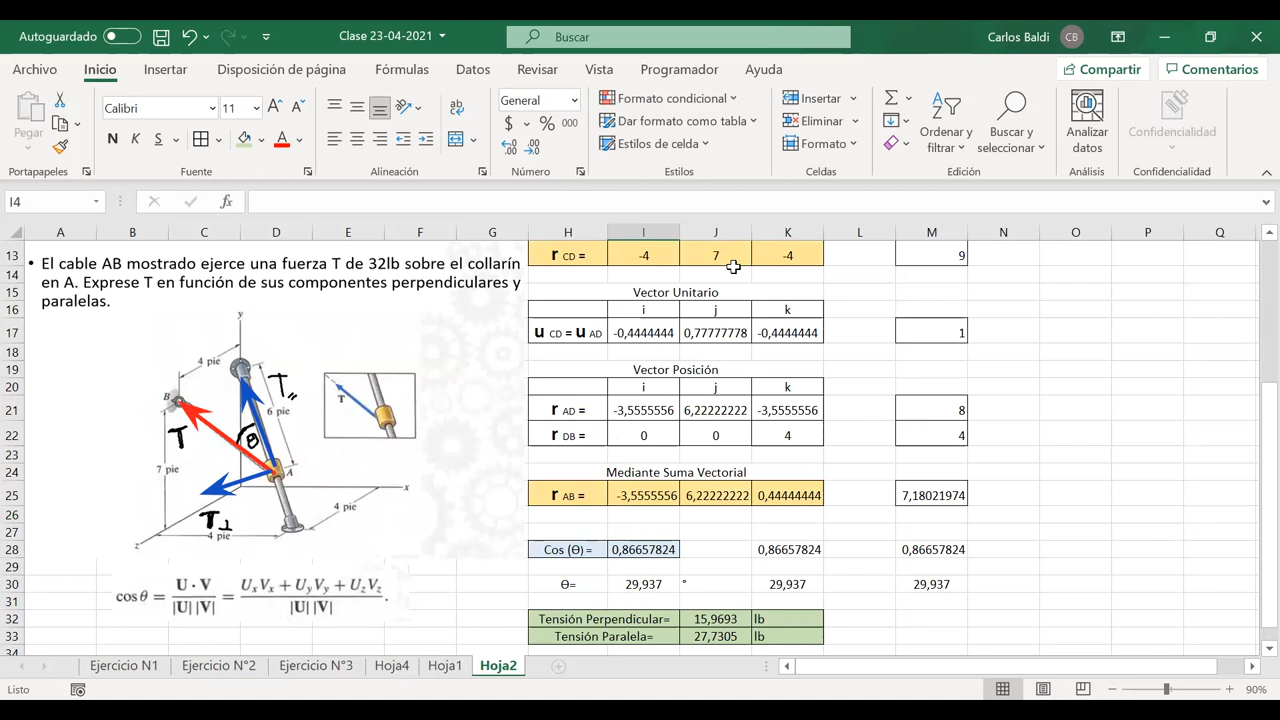 Autoguardado
Clase 23-04-2021
Buscar
Carlos Baldi
CB
Archivo Inicio Insertar Disposición de página Fórmulas Datos Revisar Vista Programador Ayuda
Compartir
Comentarios
Pegar
Portapapeles
Calibri 11
N K S
Fuente
Alineación
General
$ % 000
Número
Formato condicional
Dar formato como tabla
Estilos de celda
Estilos
Insertar
Eliminar
Formato
Celdas
Ordenar y filtrar
Buscar y seleccionar
Edición
Analizar datos
Análisis
Confidencialidad
Confidencialidad
I4
fx
A B C D E F G H I J K L M N O P Q
13 r CD = -4 7 -4 9
14
15 Vector Unitario
16 i j k
17 u CD = u AD -0,4444444 0,77777778 -0,4444444 1
18
19 Vector Posición
20 i j k
21 r AD = -3,5555556 6,22222222 -3,5555556 8
22 r DB = 0 0 4 4
23
24 Mediante Suma Vectorial
25 r AB = -3,5555556 6,22222222 0,44444444 7,18021974
26
27
28 Cos (Θ) = 0,86657824 0,86657824 0,86657824
29
30 Θ= 29,937 ° 29,937 29,937
31
32 Tensión Perpendicular= 15,9693 lb
33 Tensión Paralela= 27,7305 lb
34
• El cable AB mostrado ejerce una fuerza T de 32lb sobre el collarín
en A. Exprese T en función de sus componentes perpendiculares y
paralelas.
y
4 pie
B
T//
6 pie
T
θ
T
A
7 pie
x
T⊥
4 pie
4 pie
z
cos θ = U · V / |U| |V| = UxVx + UyVy + UzVz / |U| |V| .
Ejercicio N1 Ejercicio N°2 Ejercicio N°3 Hoja4 Hoja1 Hoja2
Listo
90%